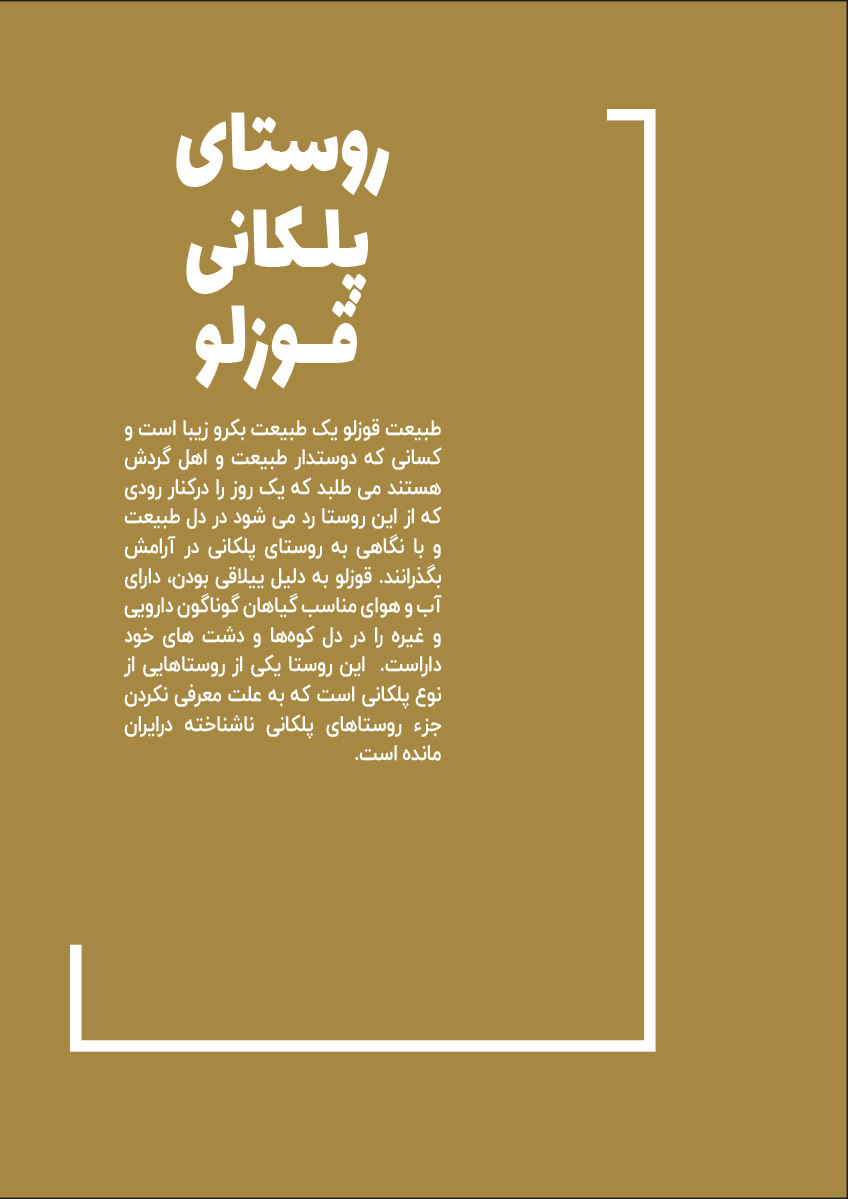 روستای
پلکانی
قوزلو
طبیعت قوزلو یک طبیعت بکرو زیبا است و
کسانی که دوستدار طبیعت و اهل گردش
هستند می طلبد که یک روز را درکنار رودی
که از این روستا رد می شود در دل طبیعت
و با نگاهی به روستای پلکانی در آرامش
بگذرانند. قوزلو به دلیل ییلاقی بودن، دارای
آب و هوای مناسب گیاهان گوناگون دارویی
و غیره را در دل کوه‌ها و دشت های خود
داراست. این روستا یکی از روستاهایی از
نوع پلکانی است که به علت معرفی نکردن
جزء روستاهای پلکانی ناشناخته درایران
مانده است.